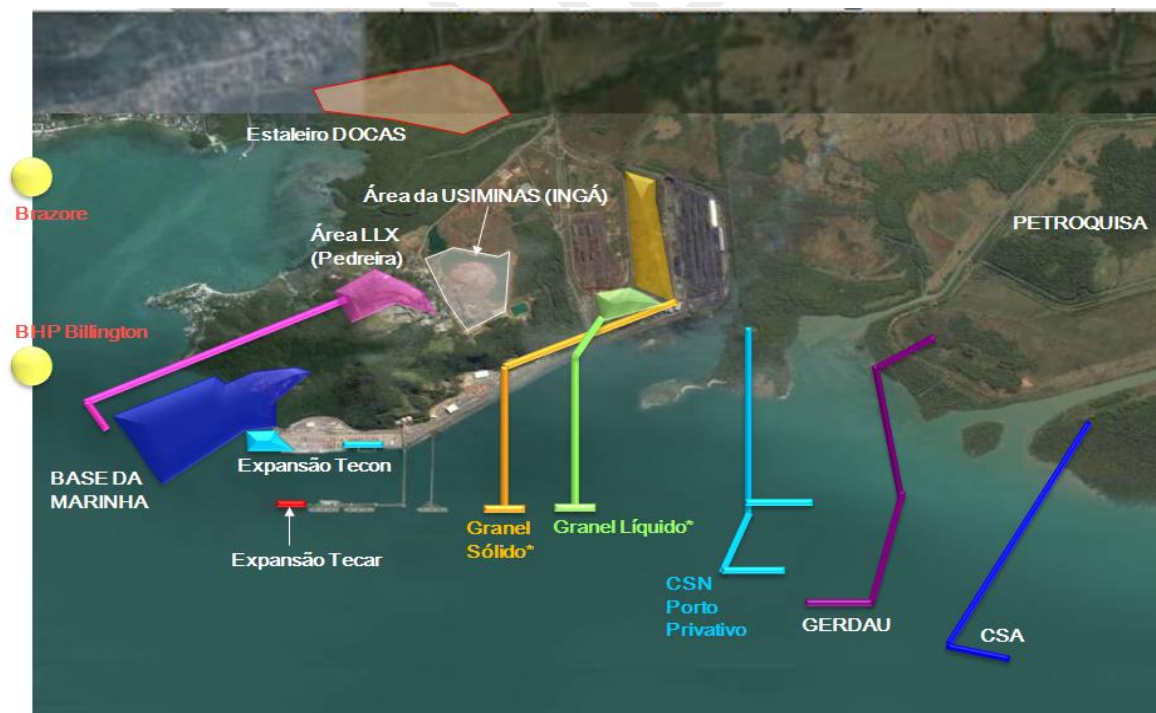 Estaleiro DOCAS
Área da USIMINAS (INGÁ)
Brazore
PETROQUISA
Área LLX
(Pedreira)
BHP Billington
Expansão Tecon
BASE DA
MARINHA
Granel
Sólido*
Granel Líquido*
Expansão Tecar
CSN
Porto
Privativo
GERDAU
CSA